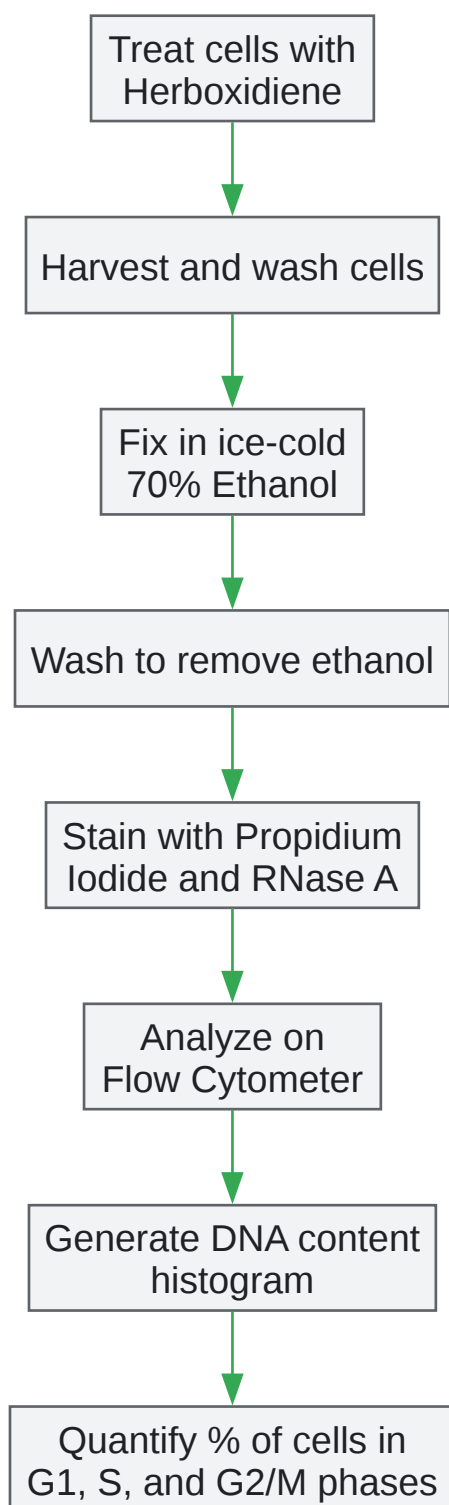 Treat cells with
Herboxidiene
Harvest and wash cells
Fix in ice-cold
70% Ethanol
Wash to remove ethanol
Stain with Propidium
Iodide and RNase A
Analyze on
Flow Cytometer
Generate DNA content
histogram
Quantify % of cells in
G1, S, and G2/M phases